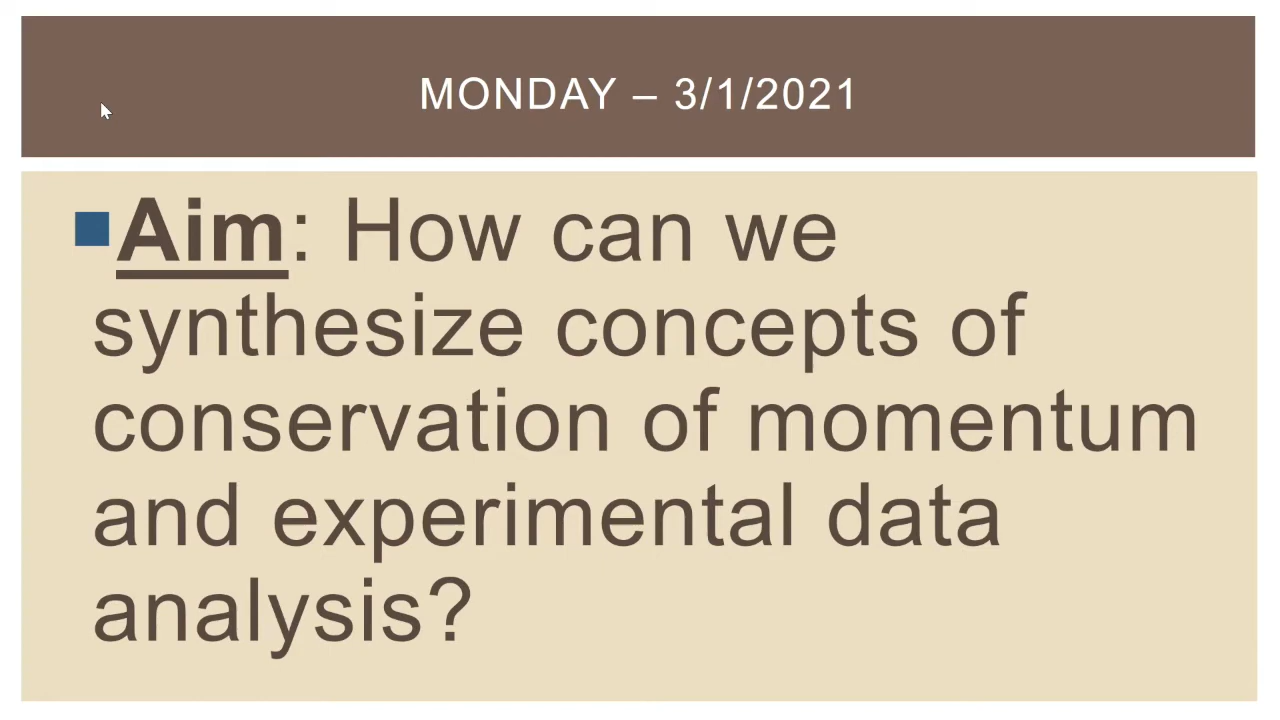 MONDAY – 3/1/2021
Aim: How can we
synthesize concepts of
conservation of momentum
and experimental data
analysis?